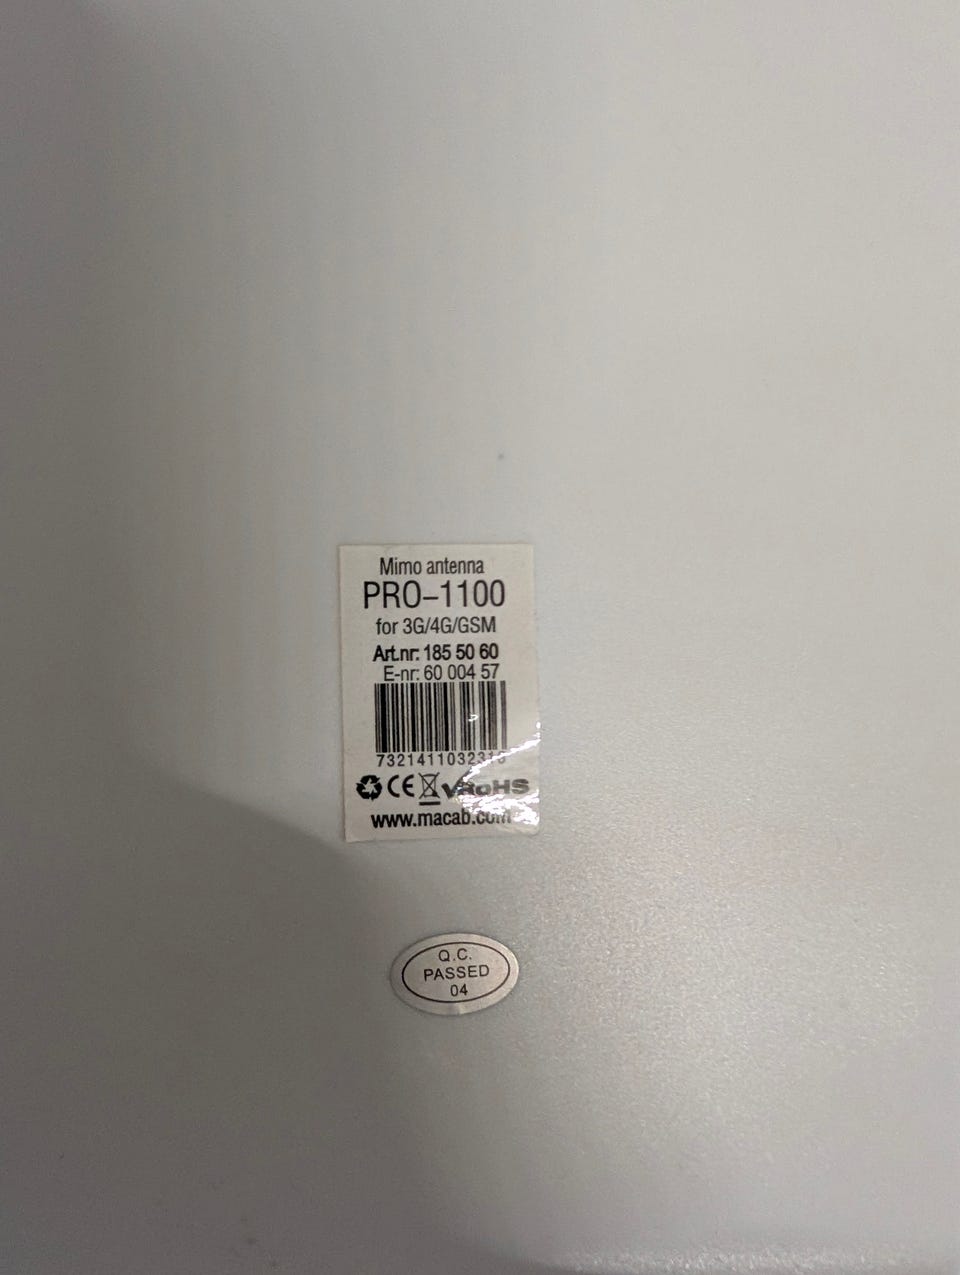 Mimo antenna
PRO-1100
for 3G/4G/GSM
Art.nr: 185 50 60
E-nr: 60 004 57
CE
RoHS
www.macab.com
Q.C.
PASSED
04